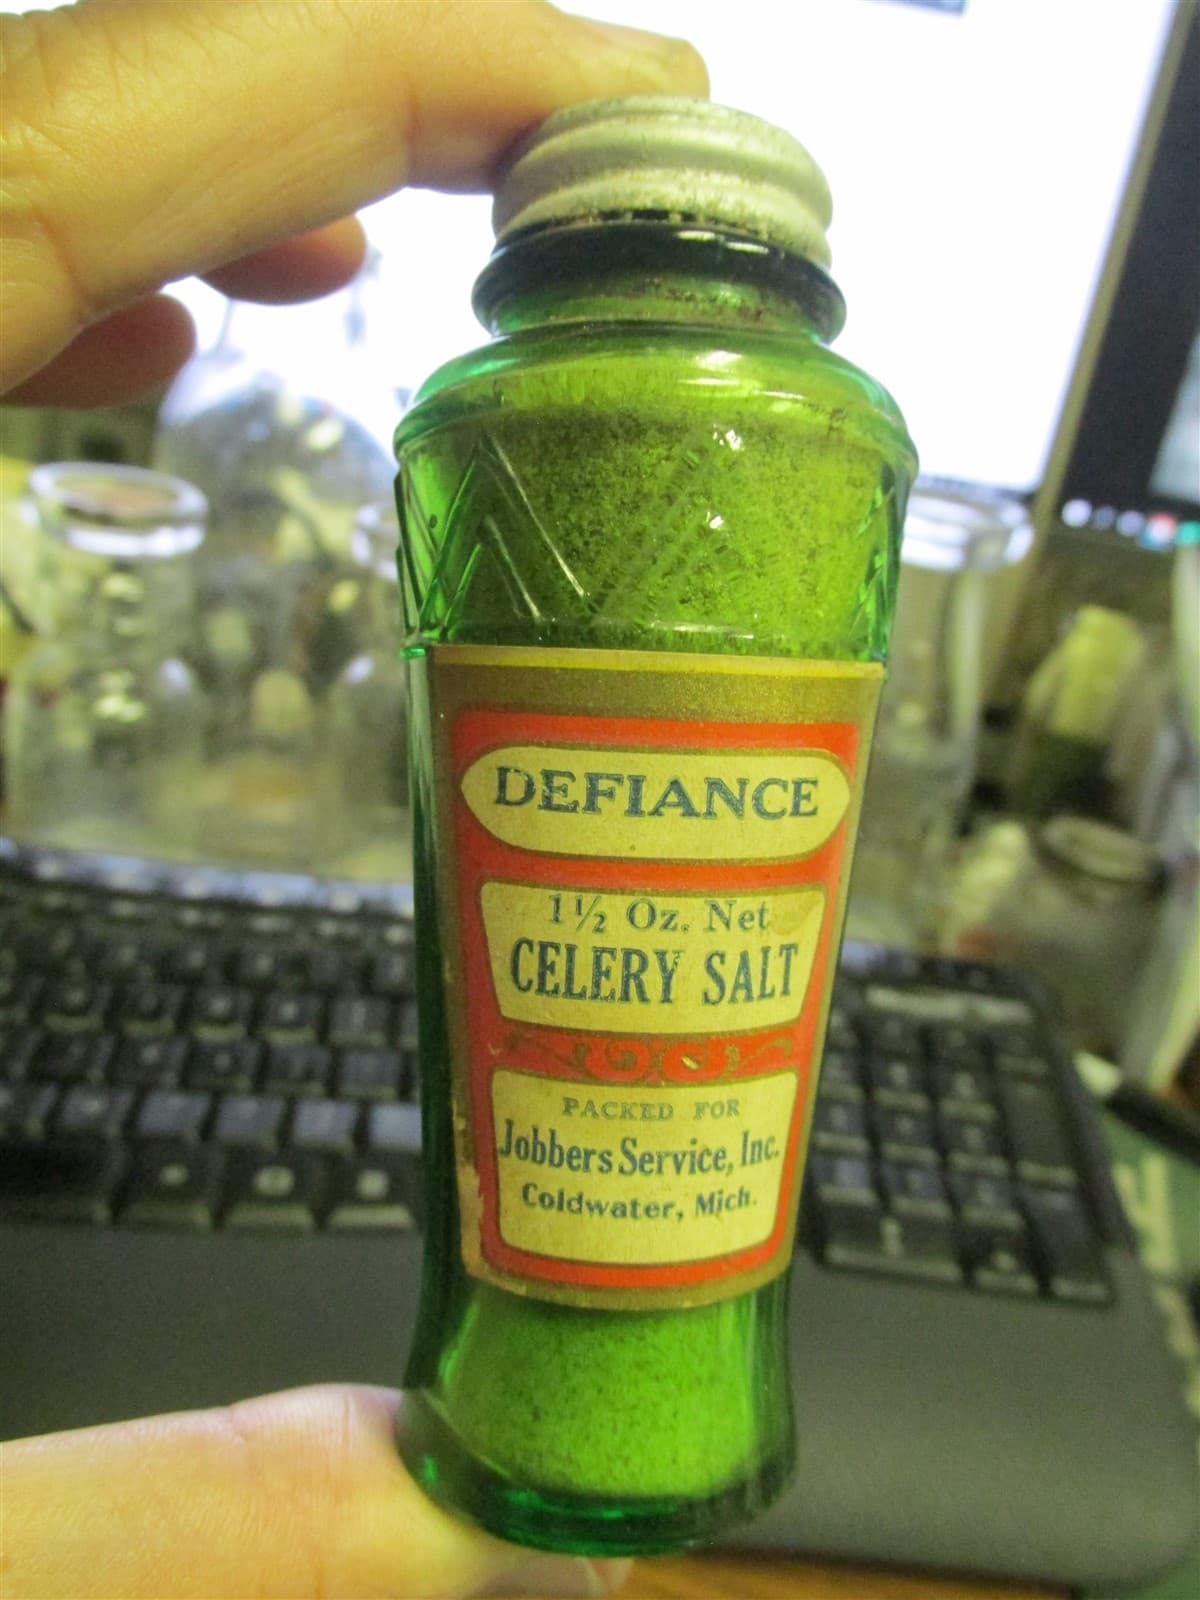 DEFIANCE
1½ Oz. Net
CELERY SALT
PACKED FOR
Jobbers Service, Inc.
Coldwater, Mich.